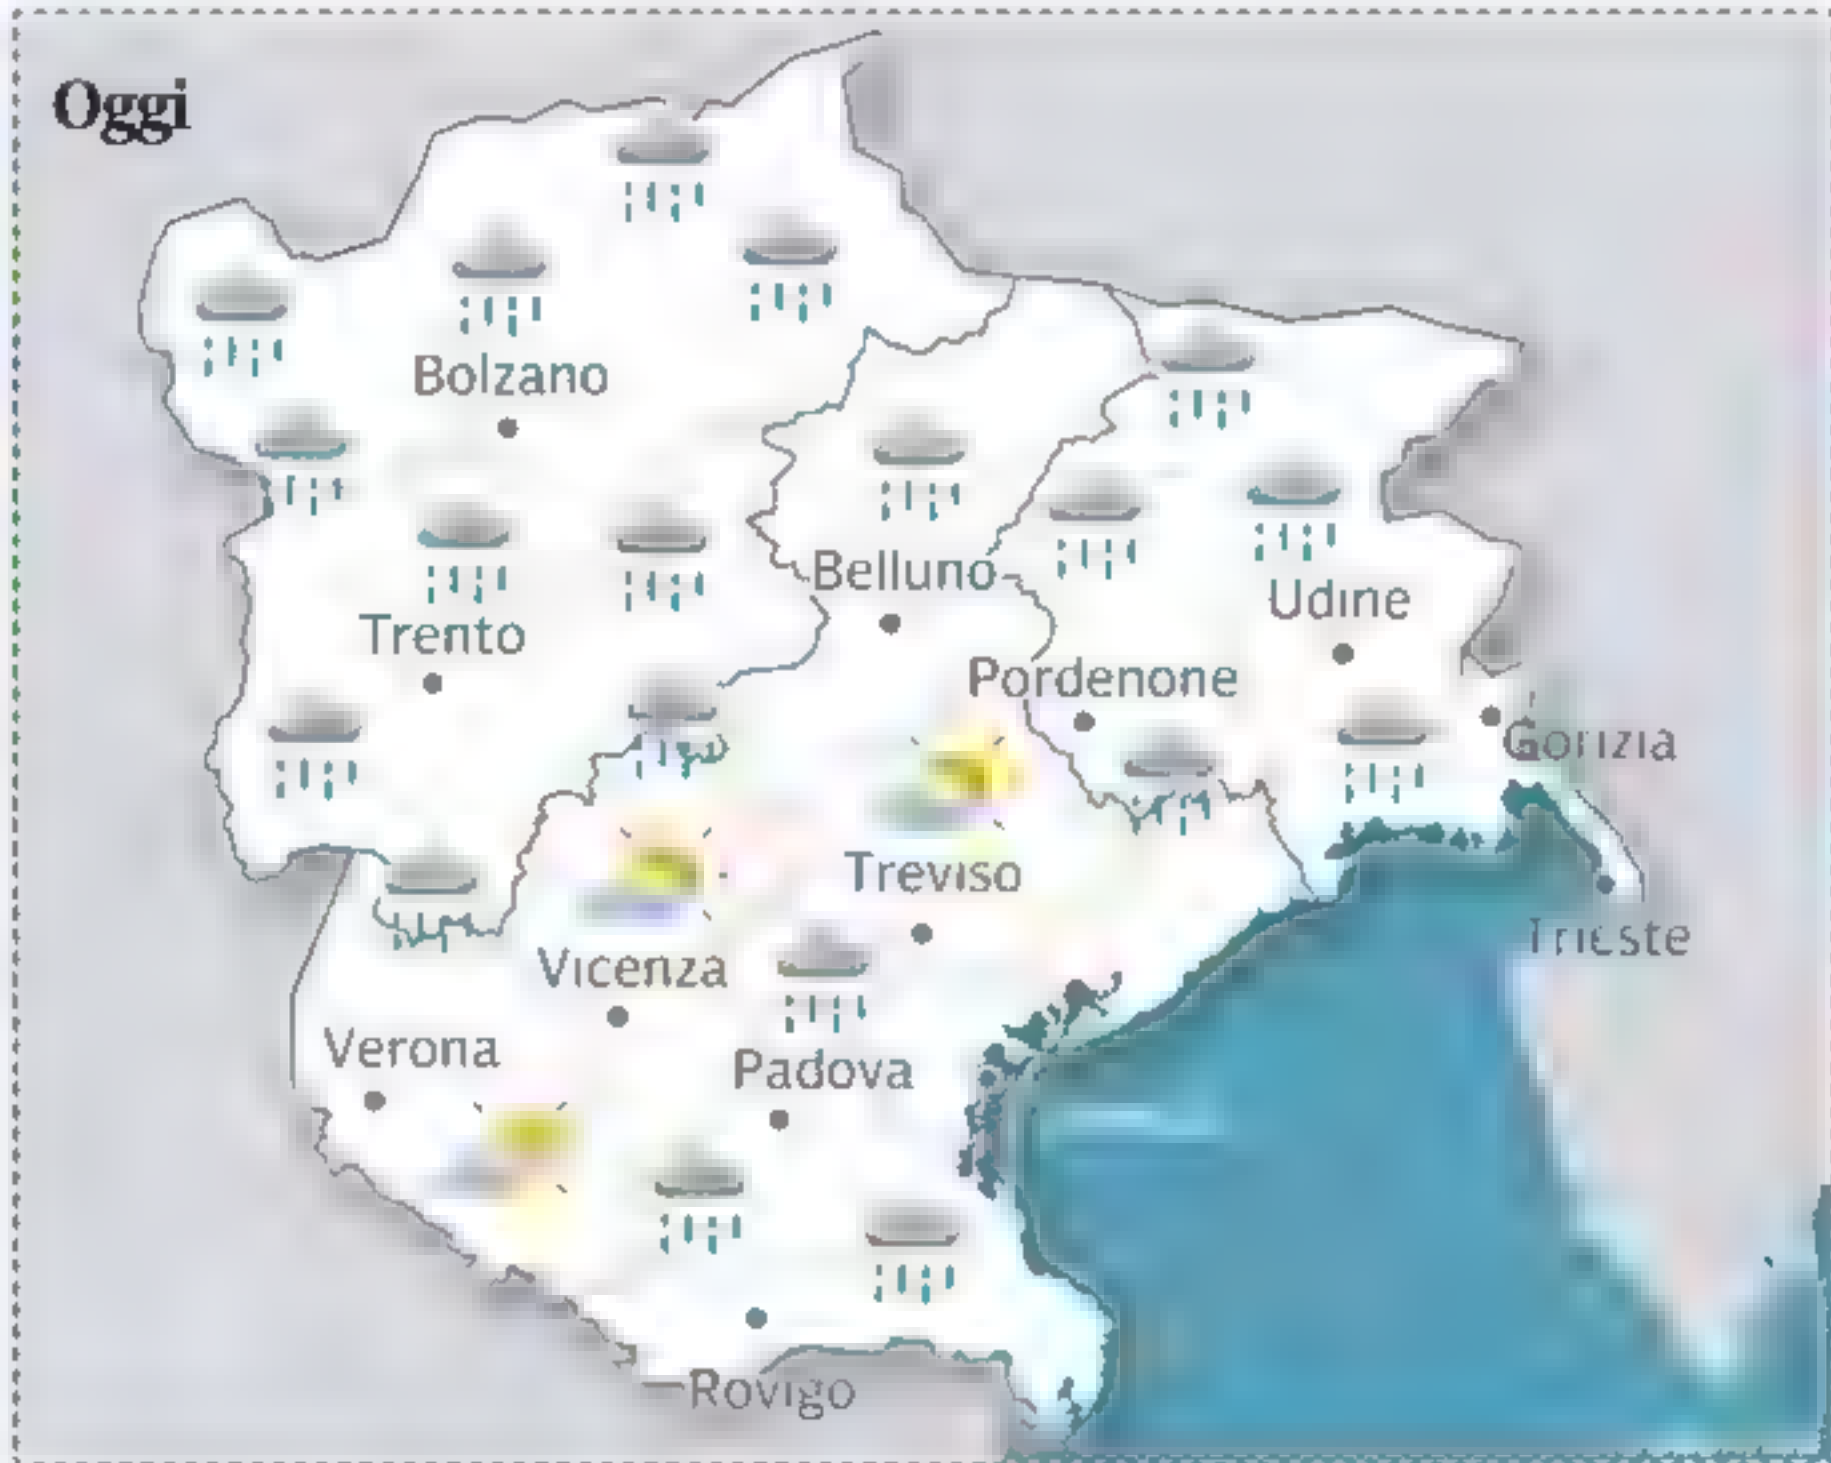 Oggi
Bolzano
Belluno
Udine
Trento
Pordenone
Gorizia
Treviso
Trieste
Vicenza
Verona
Padova
Rovigo